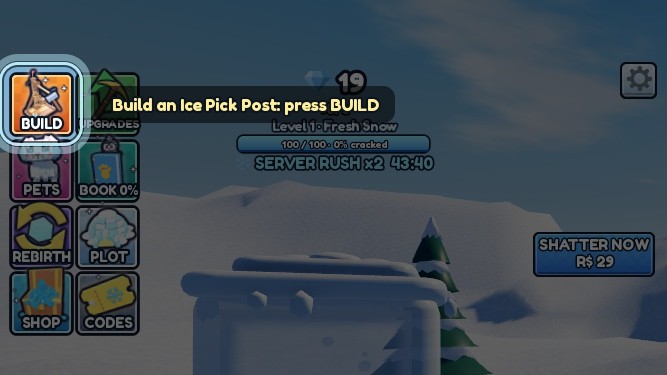 19
BUILD
Build an Ice Pick Post: press BUILD
UPGRADES
Level 1 · Fresh Snow
100 / 100 · 0% cracked
SERVER RUSH x2 43:40
PETS
BOOK 0%
REBIRTH
PLOT
SHATTER NOW
R$ 29
SHOP
CODES